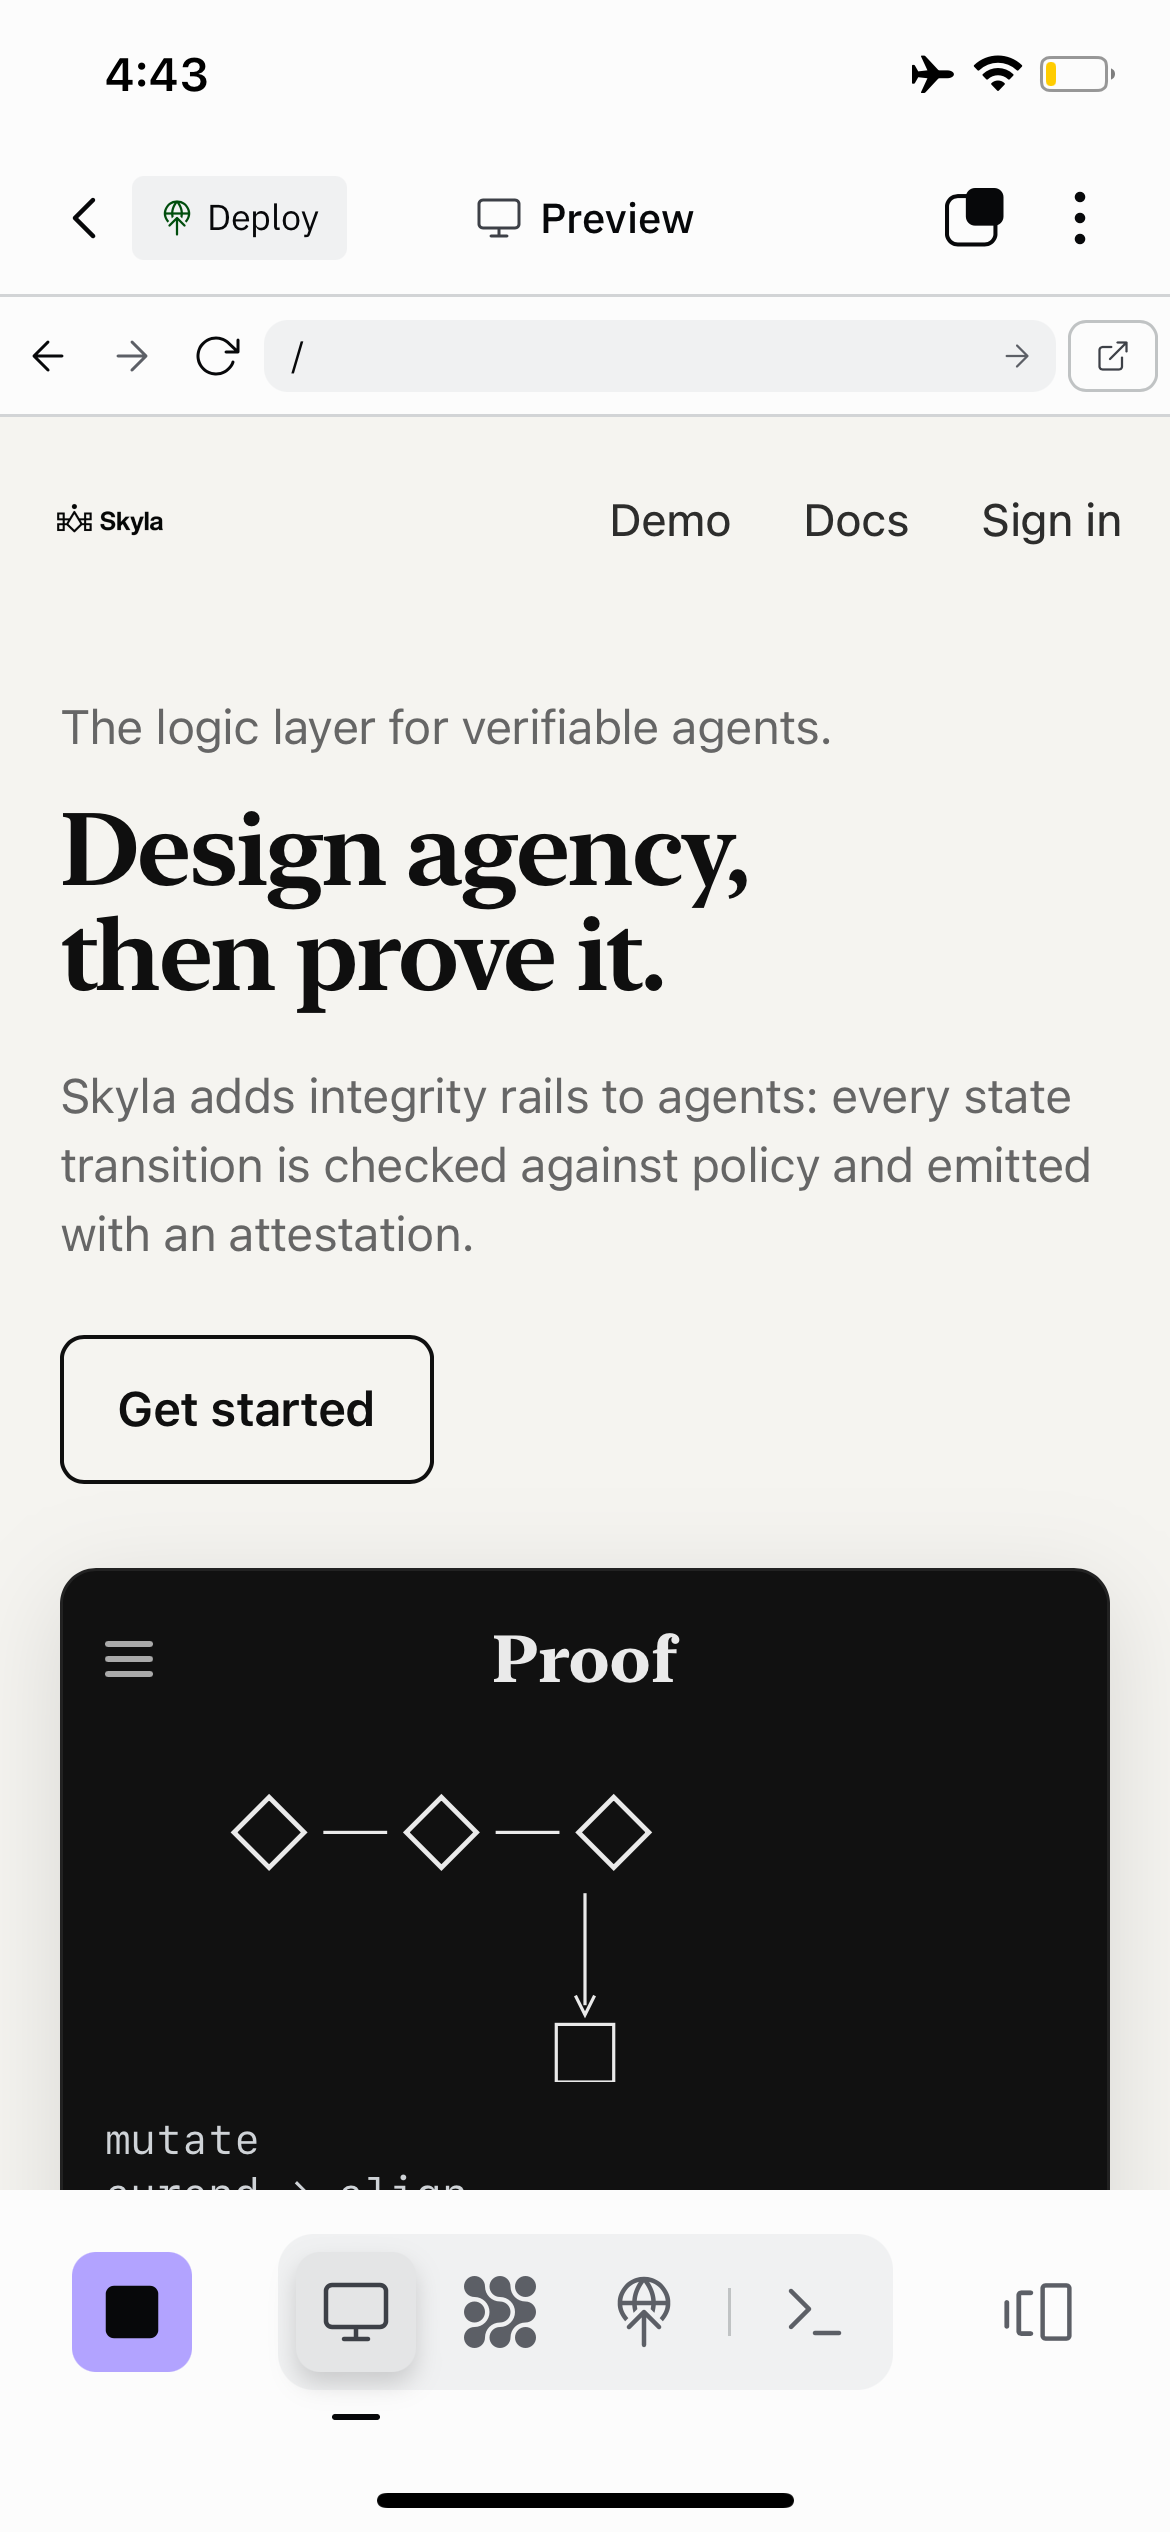 4:43
Deploy
Preview
/
Skyla
Demo
Docs
Sign in
The logic layer for verifiable agents.
Design agency,
then prove it.
Skyla adds integrity rails to agents: every state
transition is checked against policy and emitted
with an attestation.
Get started
Proof
mutate